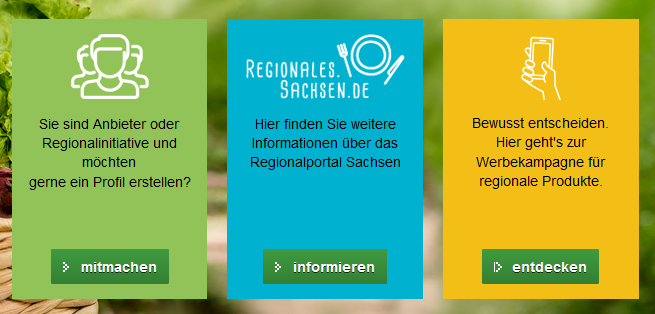 Sie sind Anbieter oder
Regionalinitiative und
möchten
gerne ein Profil erstellen?
mitmachen
REGIONALES.
SACHSEN.DE
Hier finden Sie weitere
Informationen über das
Regionalportal Sachsen
informieren
Bewusst entscheiden.
Hier geht's zur
Werbekampagne für
regionale Produkte.
entdecken